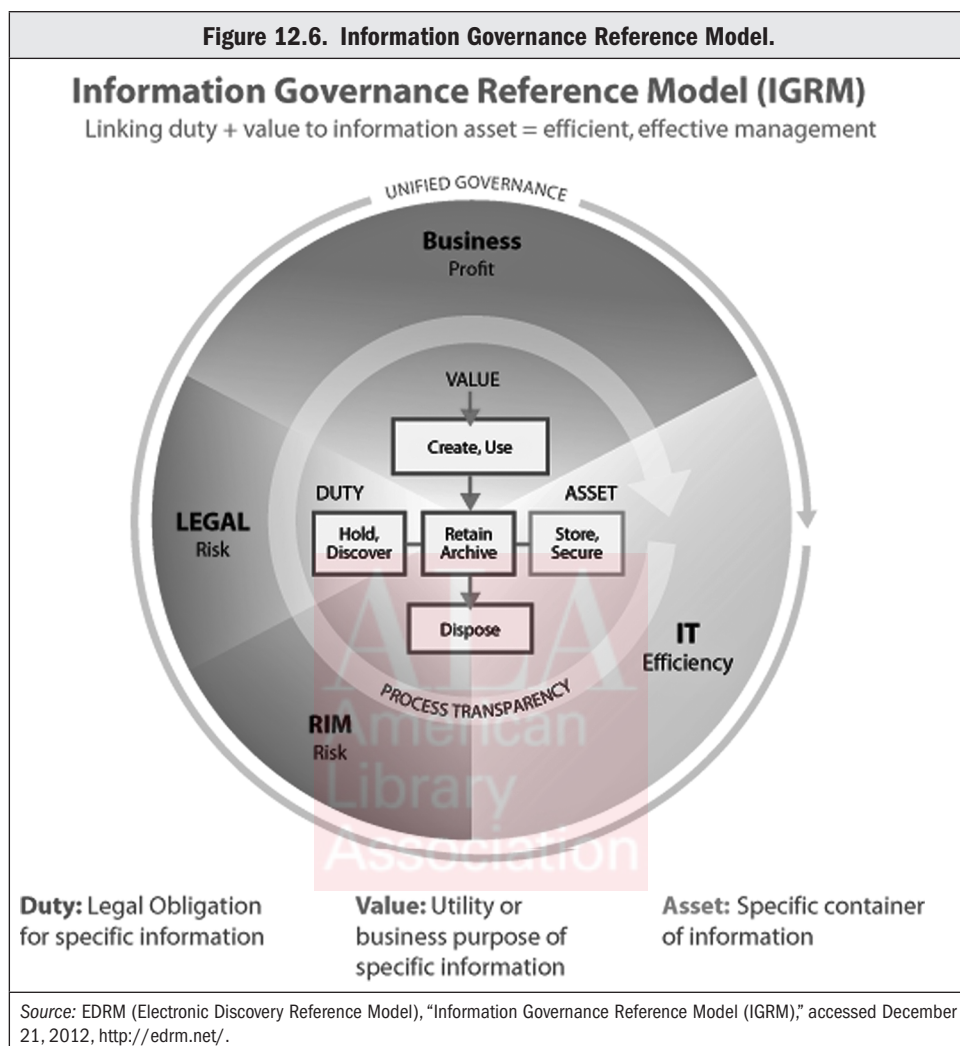 Figure 12.6. Information Governance Reference Model.
Information Governance Reference Model (IGRM)
Linking duty + value to information asset = efficient, effective management
UNIFIED GOVERNANCE
Business
Profit
VALUE
Create, Use
DUTY
ASSET
Hold,
Discover
Retain
Archive
Store,
Secure
LEGAL
Risk
Dispose
IT
Efficiency
PROCESS TRANSPARENCY
RIM
Risk
ALA
American
Library
Association
Duty: Legal Obligation
for specific information
Value: Utility or
business purpose of
specific information
Asset: Specific container
of information
Source: EDRM (Electronic Discovery Reference Model), “Information Governance Reference Model (IGRM),” accessed December
21, 2012, http://edrm.net/.